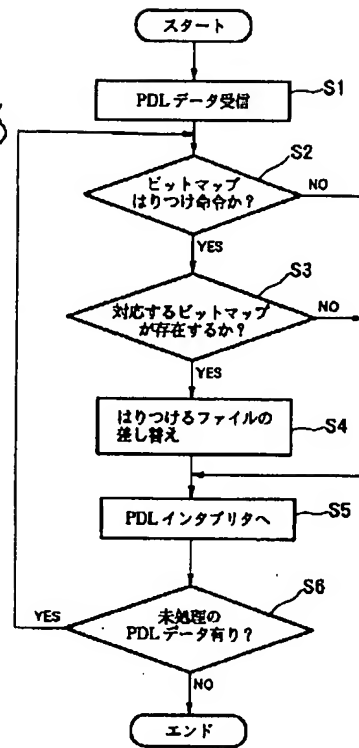 スタート
S1
PDLデータ受信
S2
ビットマップ
はりつけ命令か?
NO
YES
S3
対応するビットマップ
が存在するか?
NO
YES
はりつけるファイルの
差し替え
S4
PDLインタプリタへ
S5
S6
未処理の
PDLデータ有り?
YES
NO
エンド